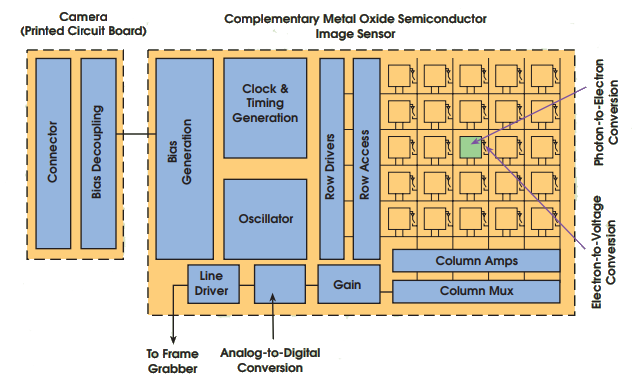 Camera
(Printed Circuit Board)
Complementary Metal Oxide Semiconductor
Image Sensor
Connector
Bias Decoupling
Bias
Generation
Clock &
Timing
Generation
Oscillator
Row Drivers
Row Access
Photon-to-Electron
Conversion
Electron-to-Voltage
Conversion
Column Amps
Column Mux
Line
Driver
Gain
To Frame
Grabber
Analog-to-Digital
Conversion